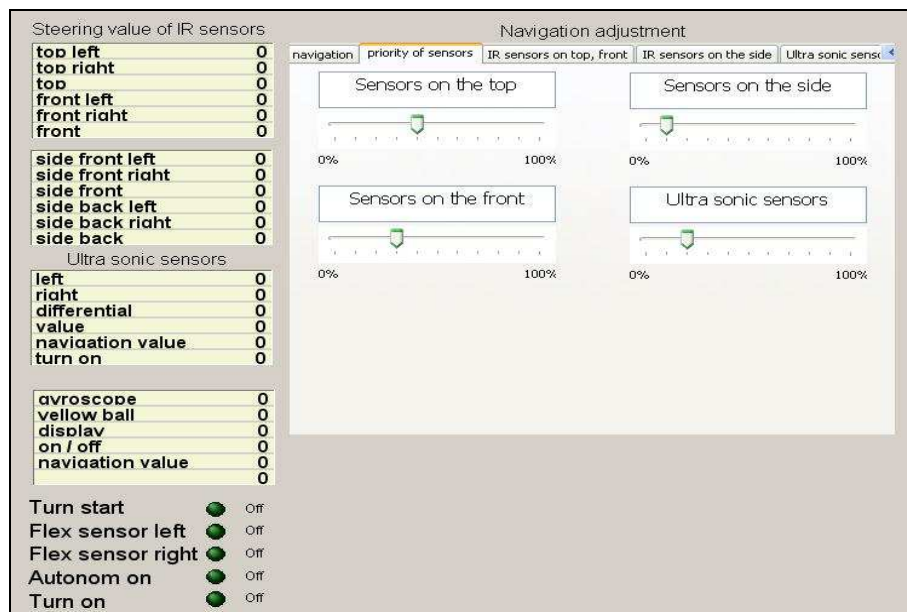 Steering value of IR sensors
top left 0
top right 0
top 0
front left 0
front right 0
front 0
side front left 0
side front right 0
side front 0
side back left 0
side back right 0
side back 0
Ultra sonic sensors
left 0
right 0
differential 0
value 0
navigation value 0
turn on 0
gyroscope 0
yellow ball 0
display 0
on / off 0
navigation value 0
0
Turn start Off
Flex sensor left Off
Flex sensor right Off
Autonom on Off
Turn on Off
Navigation adjustment
navigation priority of sensors IR sensors on top, front IR sensors on the side Ultra sonic senso
Sensors on the top
0% 100%
Sensors on the side
0% 100%
Sensors on the front
0% 100%
Ultra sonic sensors
0% 100%